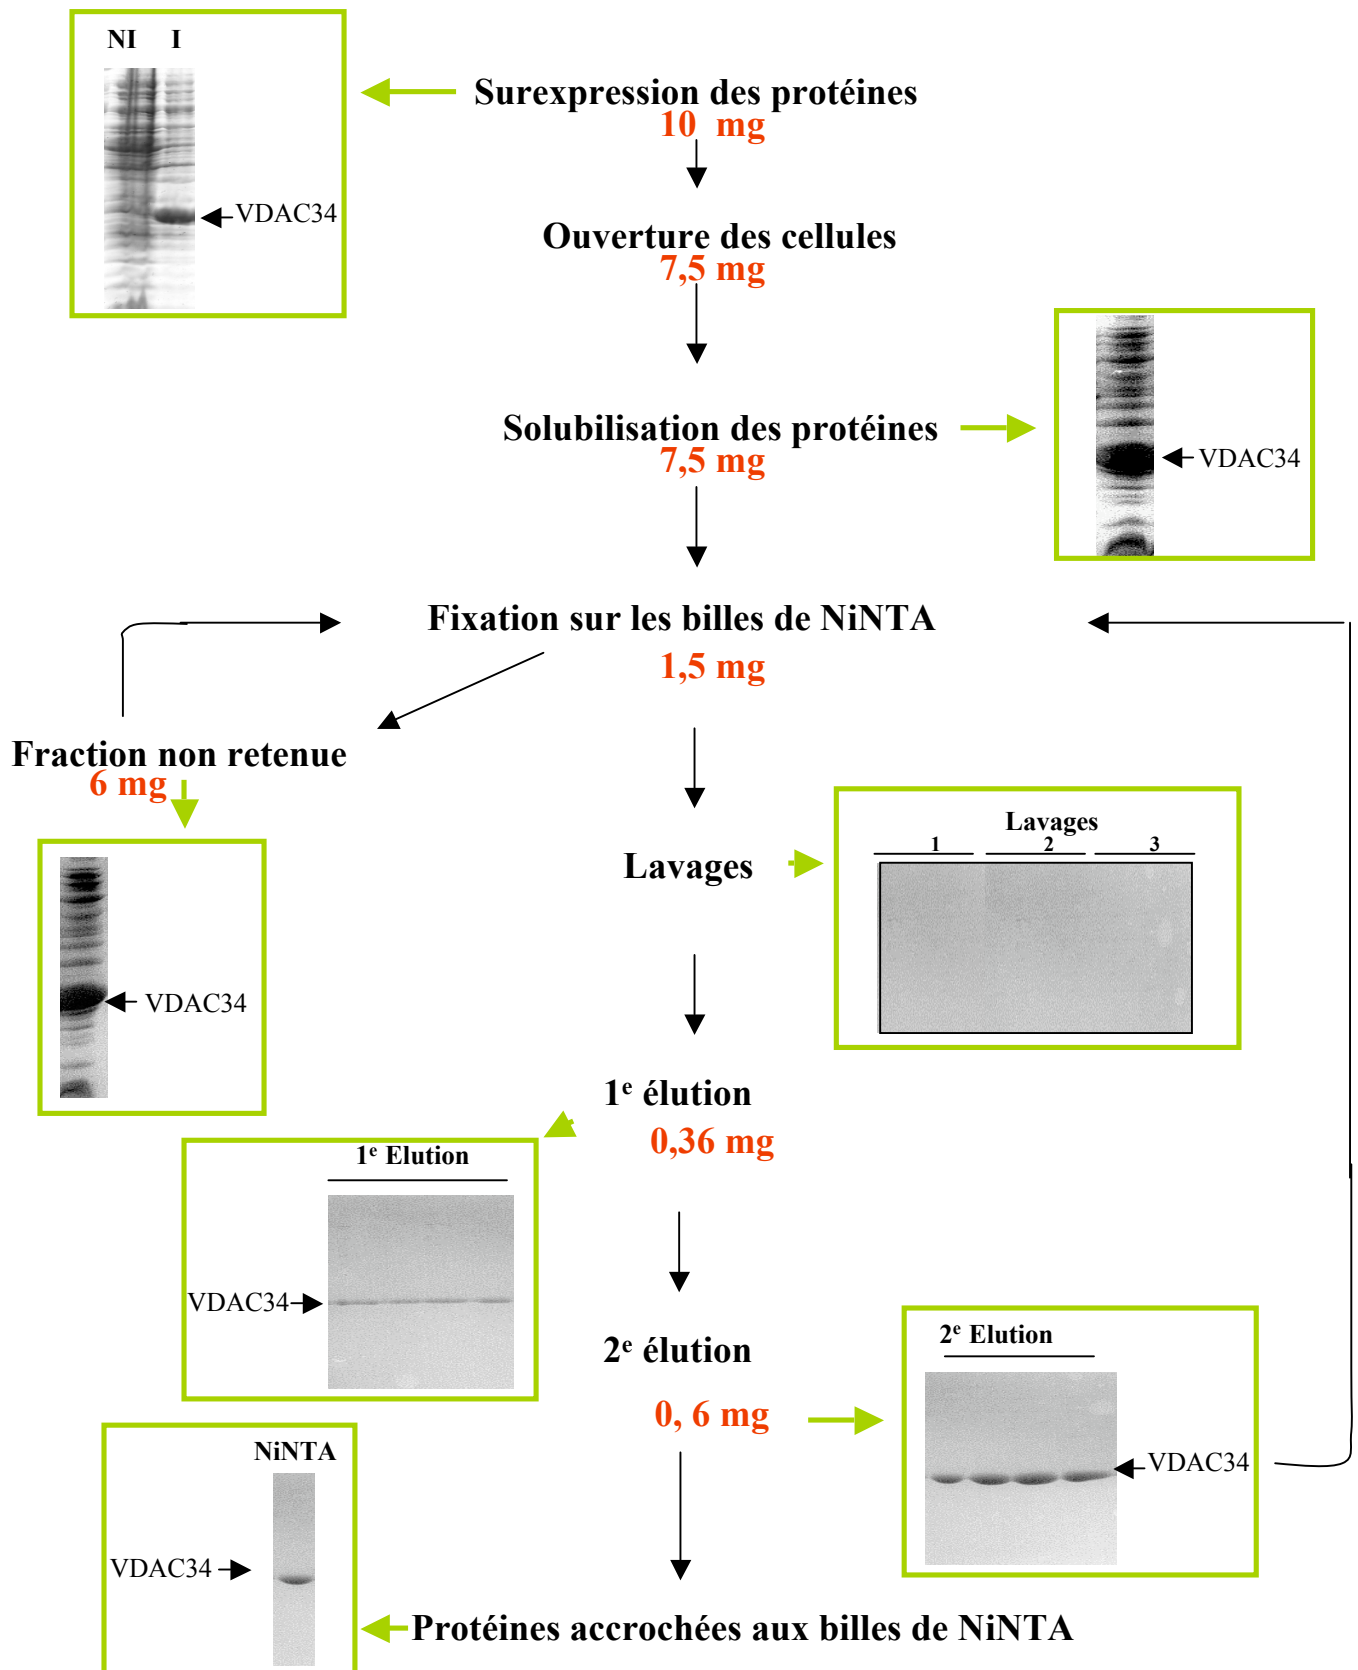 NI I
Surexpression des protéines
10 mg
VDAC34
Ouverture des cellules
7,5 mg
Solubilisation des protéines
7,5 mg
VDAC34
Fixation sur les billes de NiNTA
1,5 mg
Fraction non retenue
6 mg
VDAC34
Lavages
Lavages
1 2 3
1e élution
0,36 mg
1e Elution
VDAC34
2e élution
0, 6 mg
2e Elution
VDAC34
NiNTA
VDAC34
Protéines accrochées aux billes de NiNTA